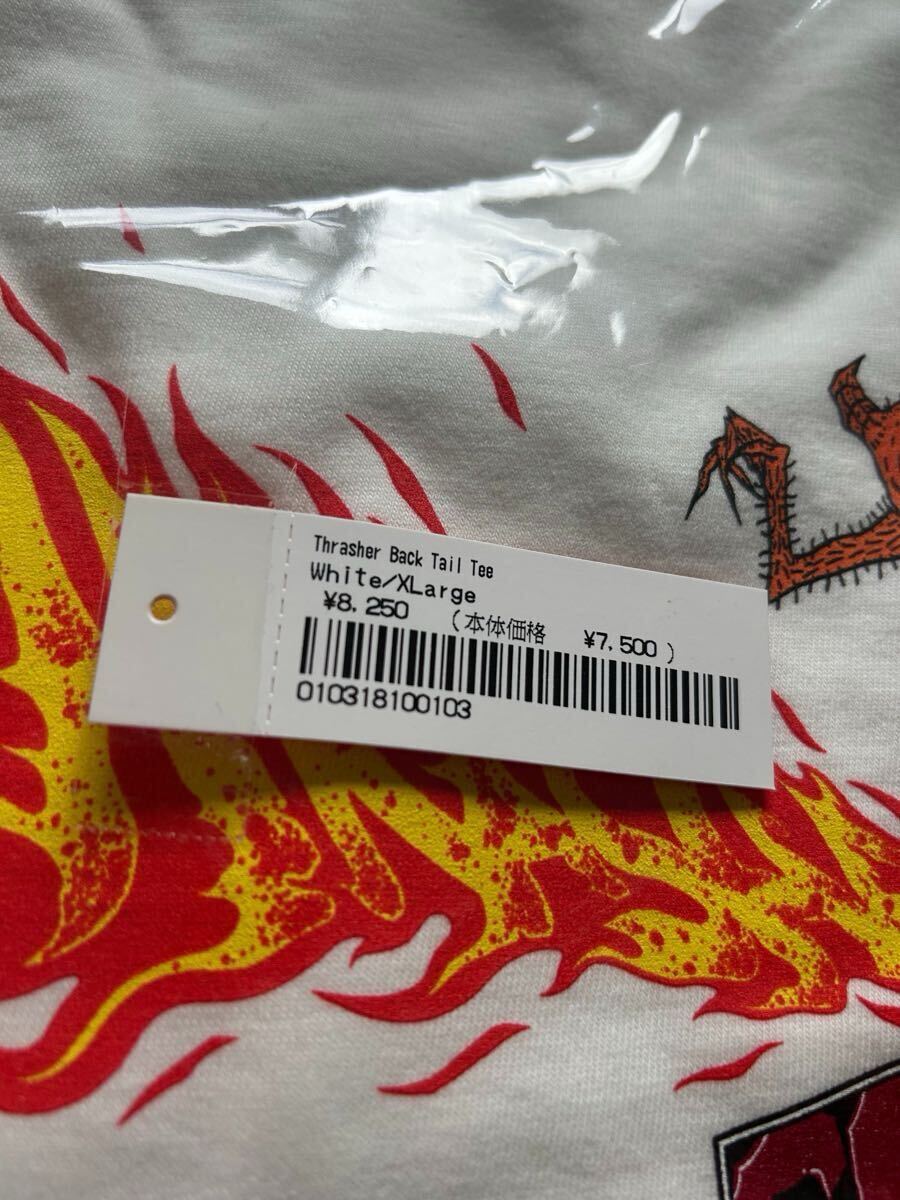 Thrasher Back Tail Tee
White/XLarge
¥8,250 (本体価格 ¥7,500)
010318100103